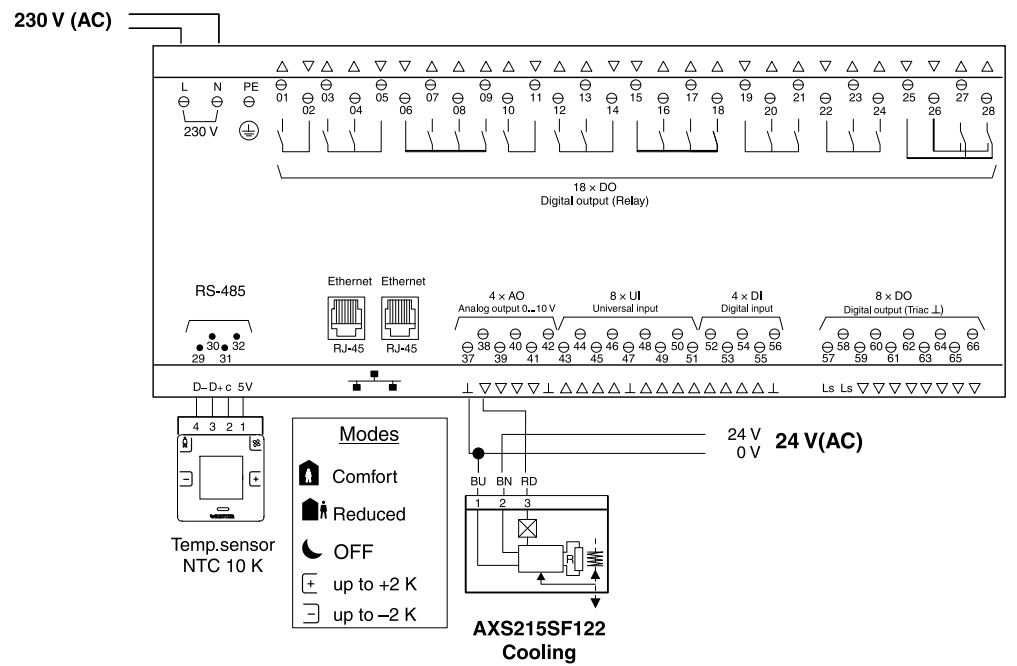 230 V (AC)
L N PE
230 V
01 02 03 04 05 06 07 08 09 10 11 12 13 14 15 16 17 18 19 20 21 22 23 24 25 26 27 28
18 × DO
Digital output (Relay)
RS-485
29 30 31 32
Ethernet Ethernet
RJ-45 RJ-45
4 × AO
Analog output 0...10 V
8 × UI
Universal input
4 × DI
Digital input
8 × DO
Digital output (Triac ⊥)
37 38 39 40 41 42 43 44 45 46 47 48 49 50 51 52 53 54 55 56
57 58 59 60 61 62 63 64 65 66
D– D+ c 5V
Ls Ls
4 3 2 1
Temp.sensor
NTC 10 K
Modes
Comfort
Reduced
OFF
+ up to +2 K
– up to –2 K
24 V
0 V
24 V(AC)
BU BN RD
1 2 3
R
AXS215SF122
Cooling